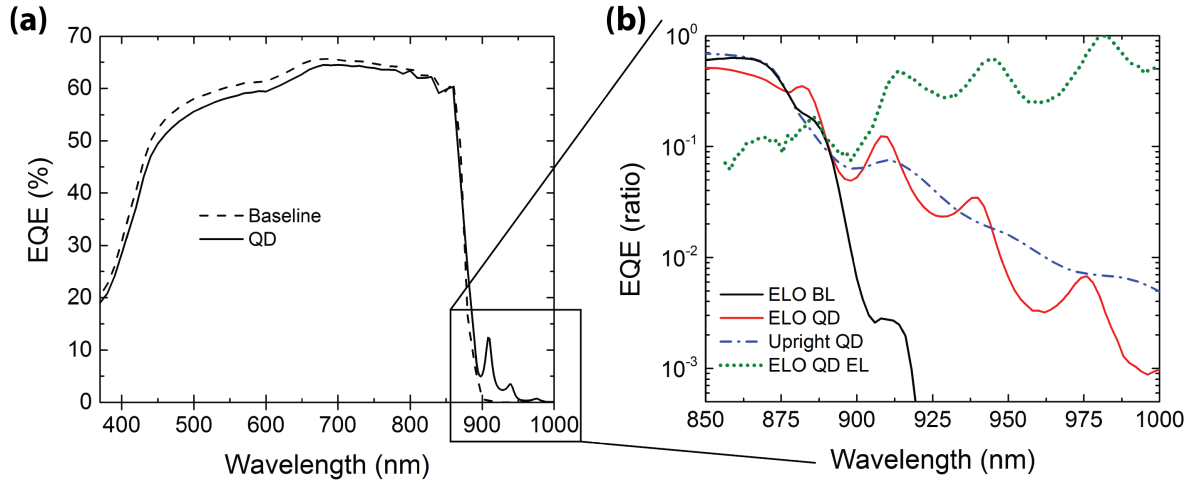 (a)
70
60
50
40
30
20
10
0
EQE (%)
Baseline
QD
400 500 600 700 800 900 1000
Wavelength (nm)
(b)
10⁰
10⁻¹
10⁻²
10⁻³
EQE (ratio)
ELO BL
ELO QD
Upright QD
ELO QD EL
850 875 900 925 950 975 1000
Wavelength (nm)